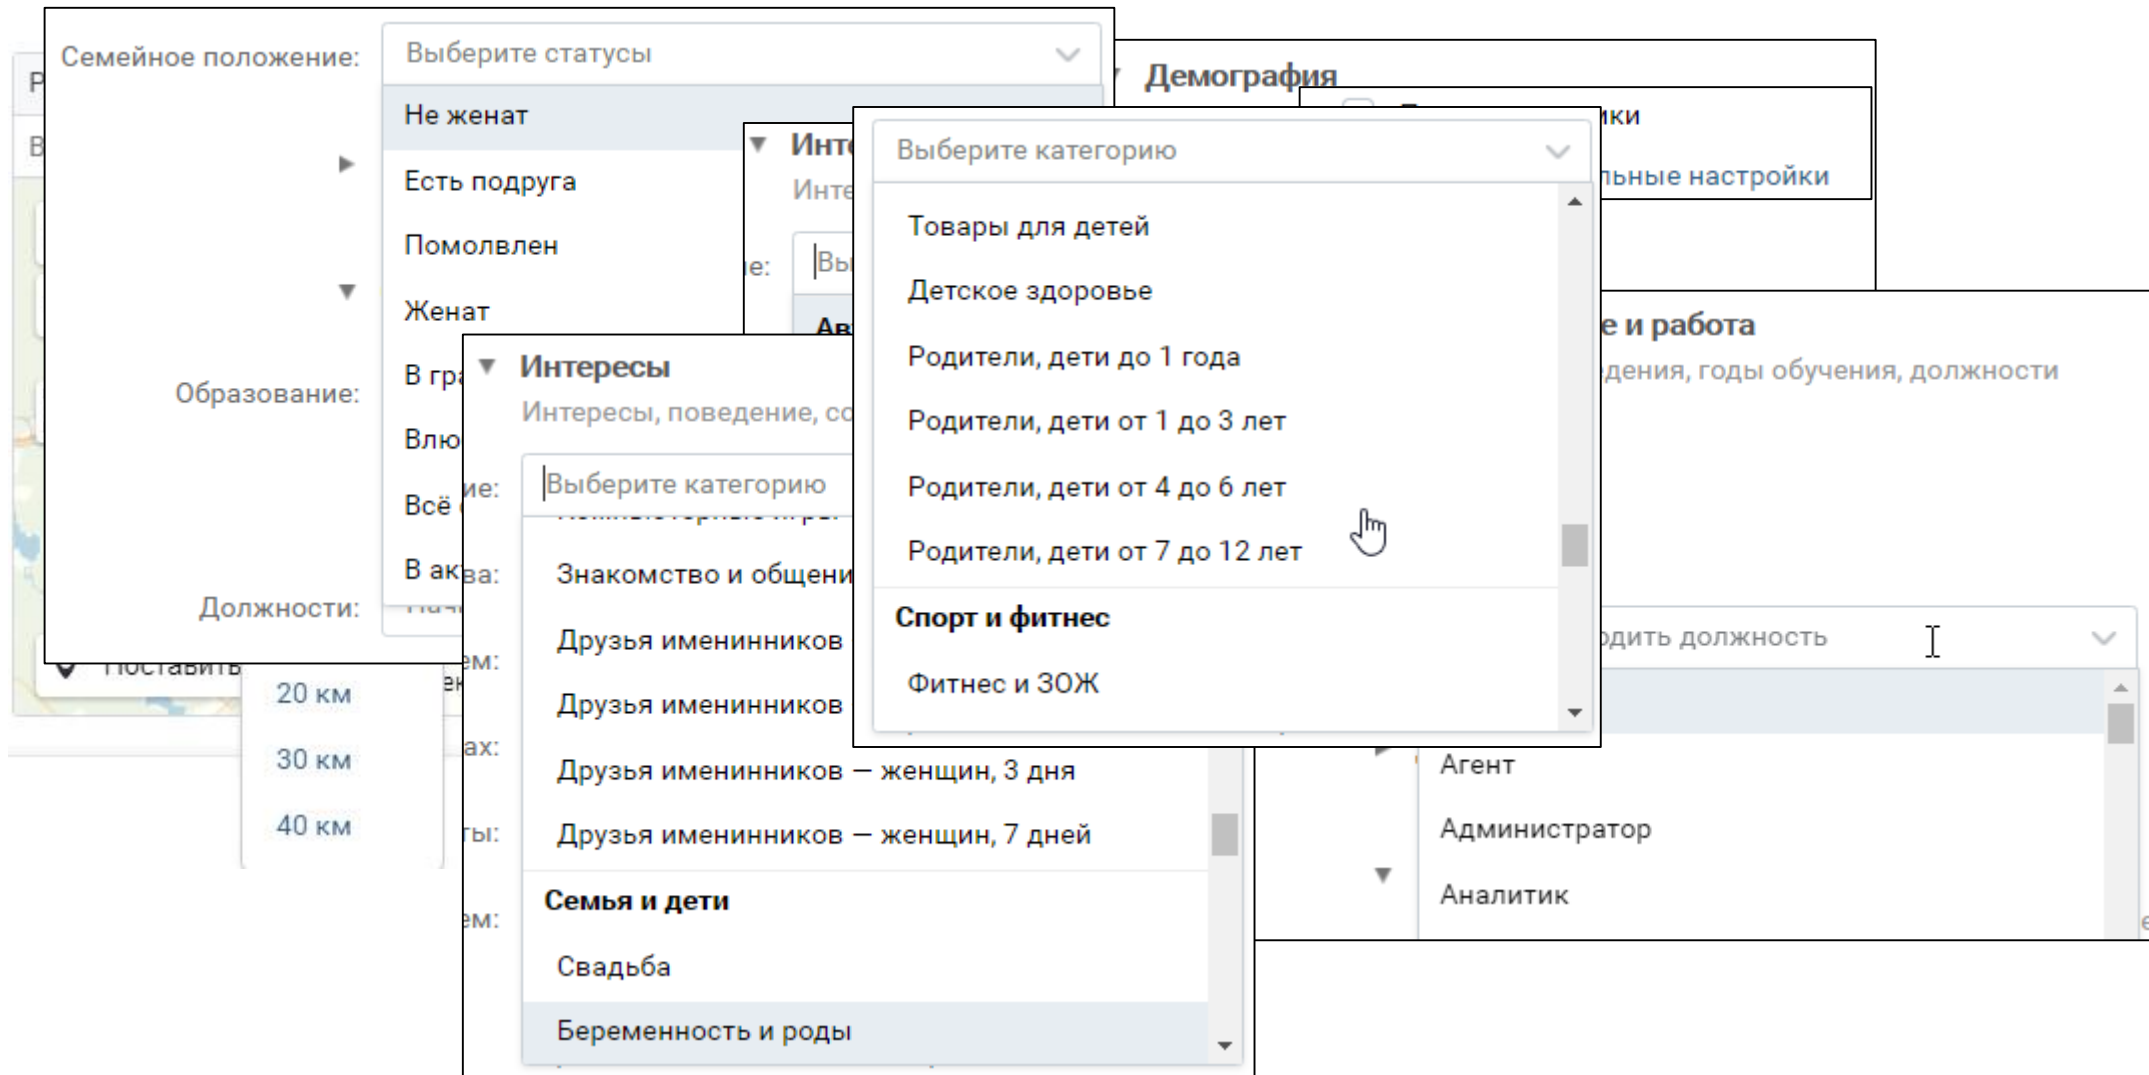 Семейное положение:
Выберите статусы
Не женат
Есть подруга
Помолвлен
Женат
В
Образование:
Должности:
20 км
30 км
40 км
Демография
льные настройки
Интересы
Интересы, поведение,
Выберите категорию
Знакомство и
Друзья именинников
Друзья именинников
Друзья именинников — женщин, 3 дня
Друзья именинников — женщин, 7 дней
Семья и дети
Свадьба
Беременность и роды
Выберите категорию
Товары для детей
Детское здоровье
Родители, дети до 1 года
Родители, дети от 1 до 3 лет
Родители, дети от 4 до 6 лет
Родители, дети от 7 до 12 лет
Спорт и фитнес
Фитнес и ЗОЖ
е и работа
дения, годы обучения, должности
одить должность
Агент
Администратор
Аналитик